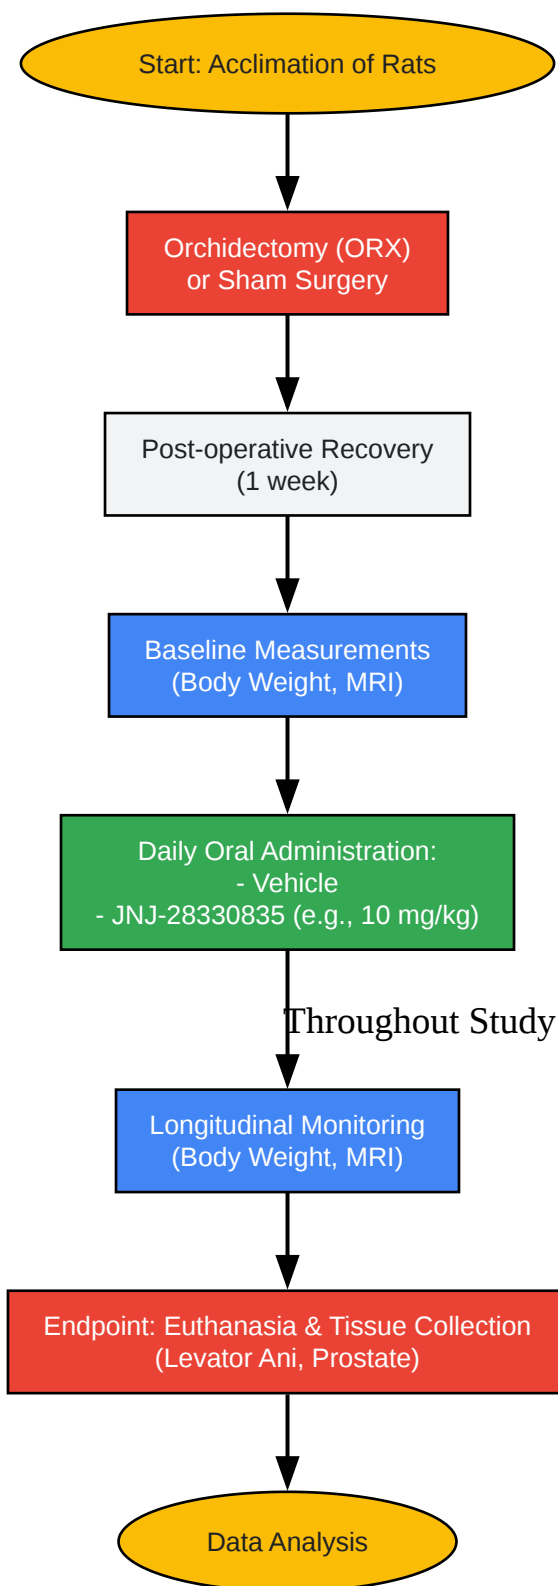 Start: Acclimation of Rats
Orchidectomy (ORX)
or Sham Surgery
Post-operative Recovery
(1 week)
Baseline Measurements
(Body Weight, MRI)
Daily Oral Administration:
- Vehicle
- JNJ-28330835 (e.g., 10 mg/kg)
Throughout Study
Longitudinal Monitoring
(Body Weight, MRI)
Endpoint: Euthanasia & Tissue Collection
(Levator Ani, Prostate)
Data Analysis